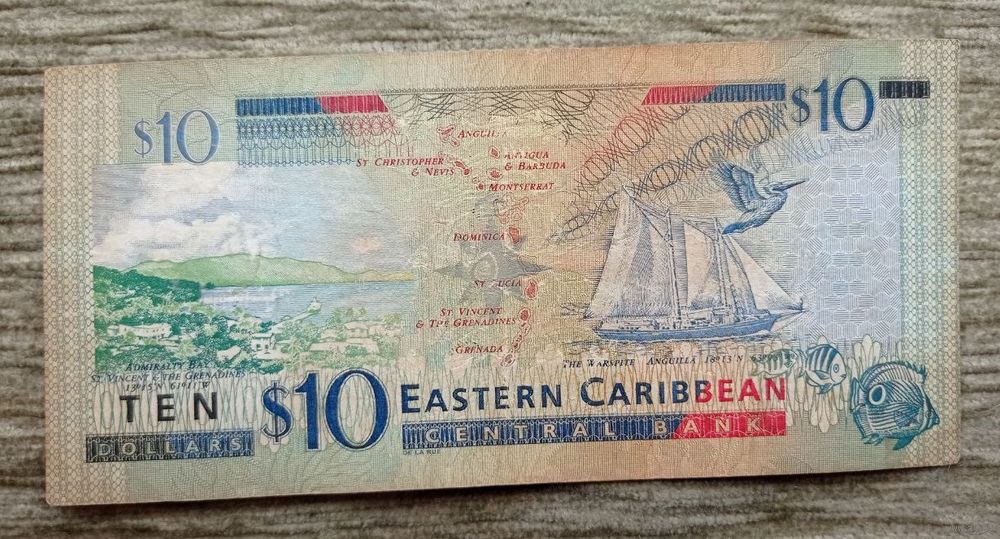 $10
$10
ANGUILLA
ST CHRISTOPHER
& NEVIS
ANTIGUA
& BARBUDA
MONTSERRAT
DOMINICA
ST LUCIA
ST VINCENT
& THE GRENADINES
GRENADA
ADMIRALTY BAY
ST VINCENT & THE GRENADINES
THE WARSPITE ANGUILLA 18º13'N
TEN
DOLLARS
$10
EASTERN CARIBBEAN
CENTRAL BANK
DE LA RUE